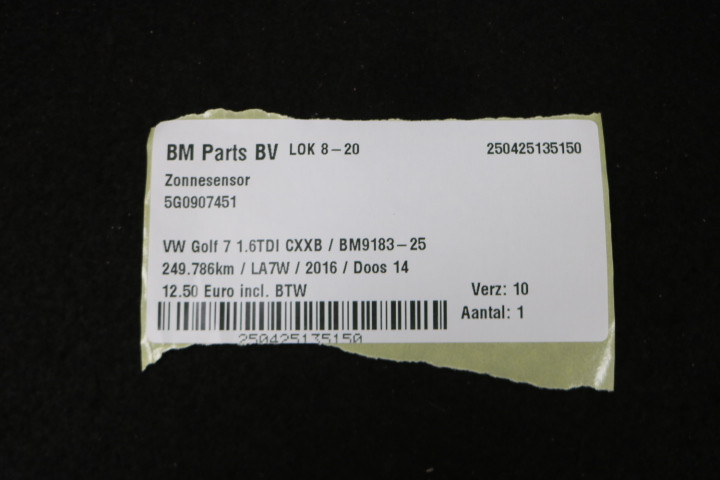 BM Parts BV LOK 8-20 250425135150
Zonnesensor
5G0907451
VW Golf 7 1.6TDI CXXB / BM9183-25
249.786km / LA7W / 2016 / Doos 14
12.50 Euro incl. BTW Verz: 10
Aantal: 1
250425135150